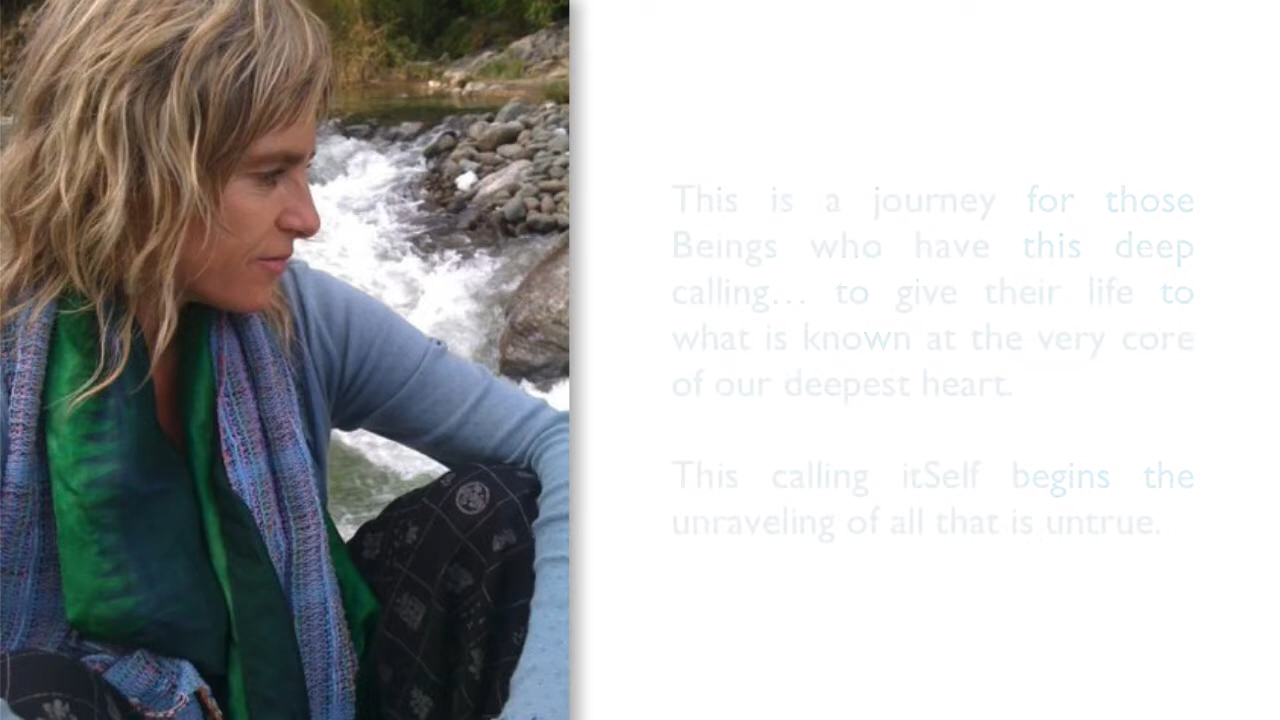 This is a journey for those
Beings who have this deep
calling... to give their life to
what is known at the very core
of our deepest heart.
This calling itSelf begins the
unraveling of all that is untrue.